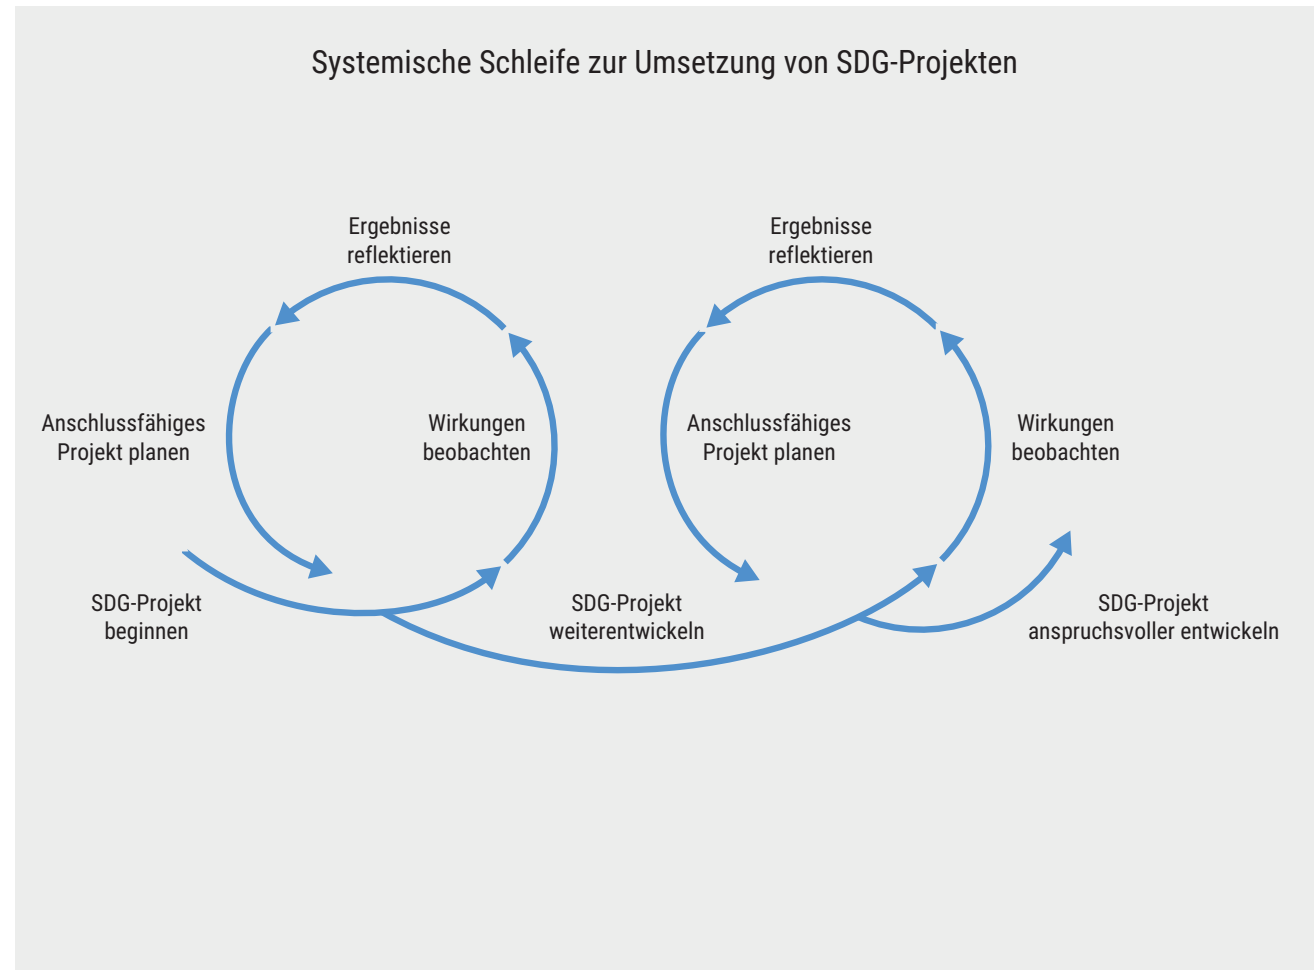 Systemische Schleife zur Umsetzung von SDG-Projekten
Ergebnisse
reflektieren
Ergebnisse
reflektieren
Anschlussfähiges
Projekt planen
Wirkungen
beobachten
Anschlussfähiges
Projekt planen
Wirkungen
beobachten
SDG-Projekt
beginnen
SDG-Projekt
weiterentwickeln
SDG-Projekt
anspruchsvoller entwickeln